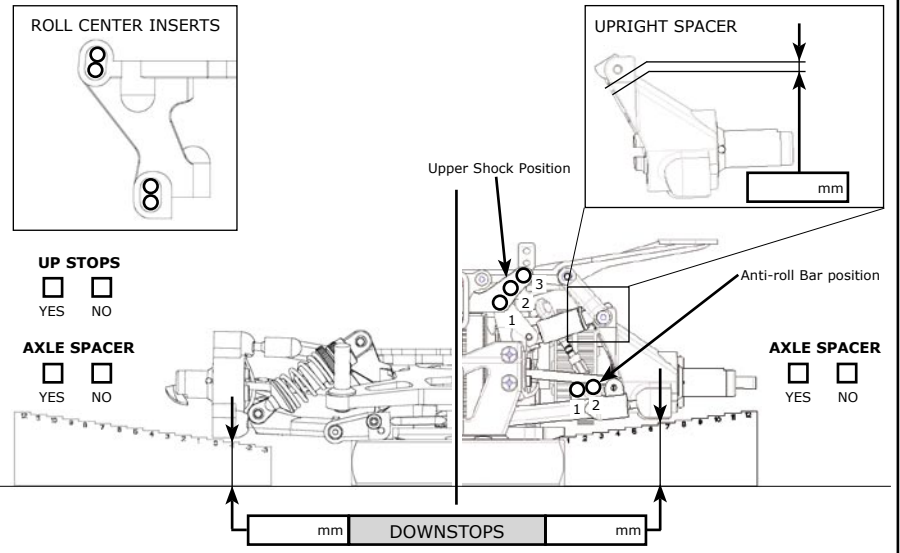 ROLL CENTER INSERTS
UPRIGHT SPACER
mm
Upper Shock Position
UP STOPS
YES NO
3
2
1
Anti-roll Bar position
AXLE SPACER
YES NO
AXLE SPACER
YES NO
1 2
mm DOWNSTOPS mm